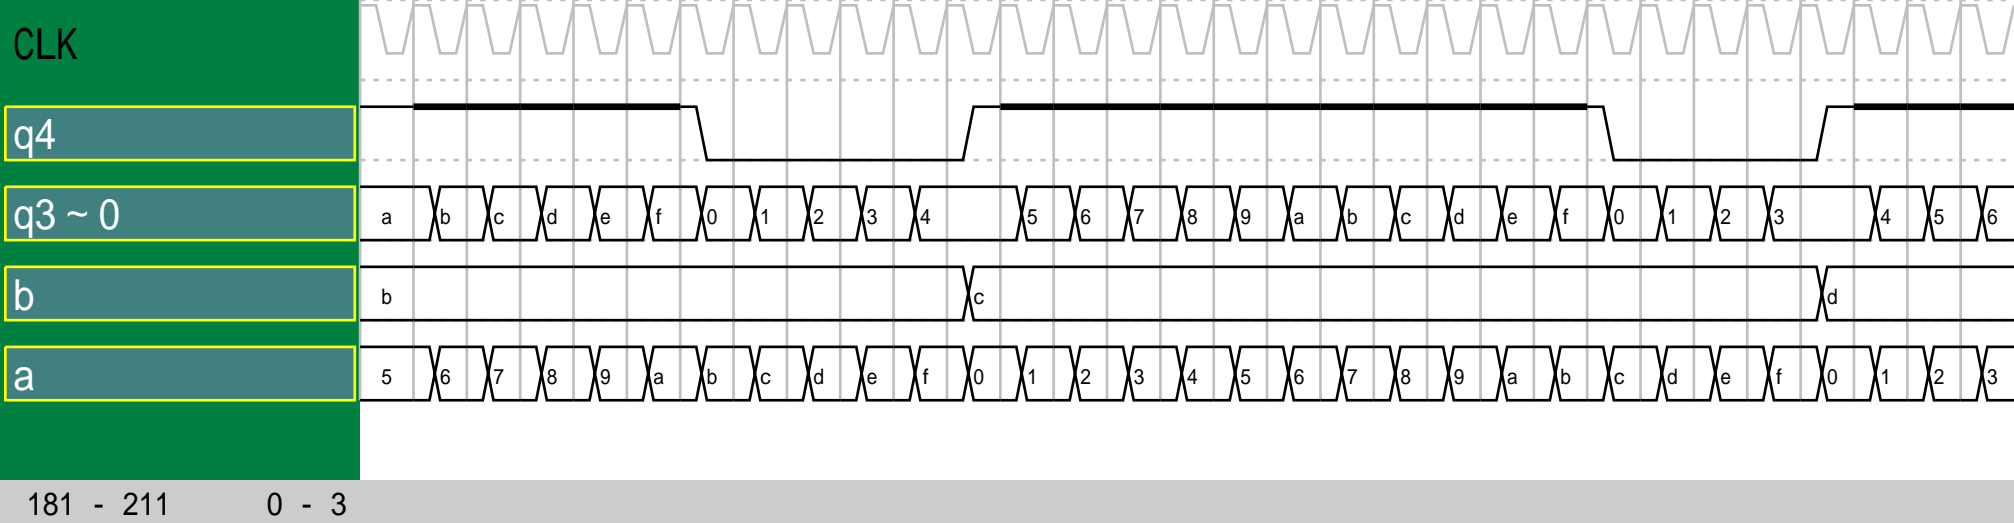 CLK
q4
q3 ~ 0 a b c d e f 0 1 2 3 4 5 6 7 8 9 a b c d e f 0 1 2 3 4 5 6
b b c d
a 5 6 7 8 9 a b c d e f 0 1 2 3 4 5 6 7 8 9 a b c d e f 0 1 2 3
181 - 211 0 - 3